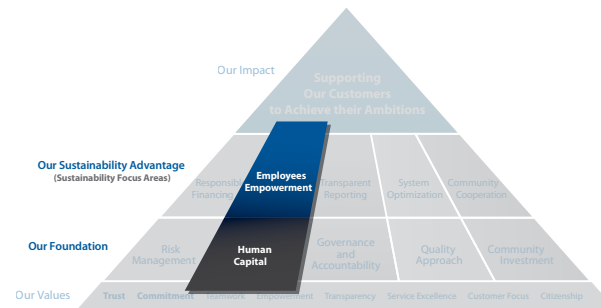 Our Impact
Supporting
Our Customers
to Achieve their Ambitions
Our Sustainability Advantage
(Sustainability Focus Areas)
Responsible
Financing
Employees
Empowerment
Transparent
Reporting
System
Optimization
Community
Cooperation
Our Foundation
Risk
Management
Human
Capital
Governance
and
Accountability
Quality
Approach
Community
Investment
Our Values
Trust Commitment Teamwork Empowerment Transparency Service Excellence Customer Focus Citizenship